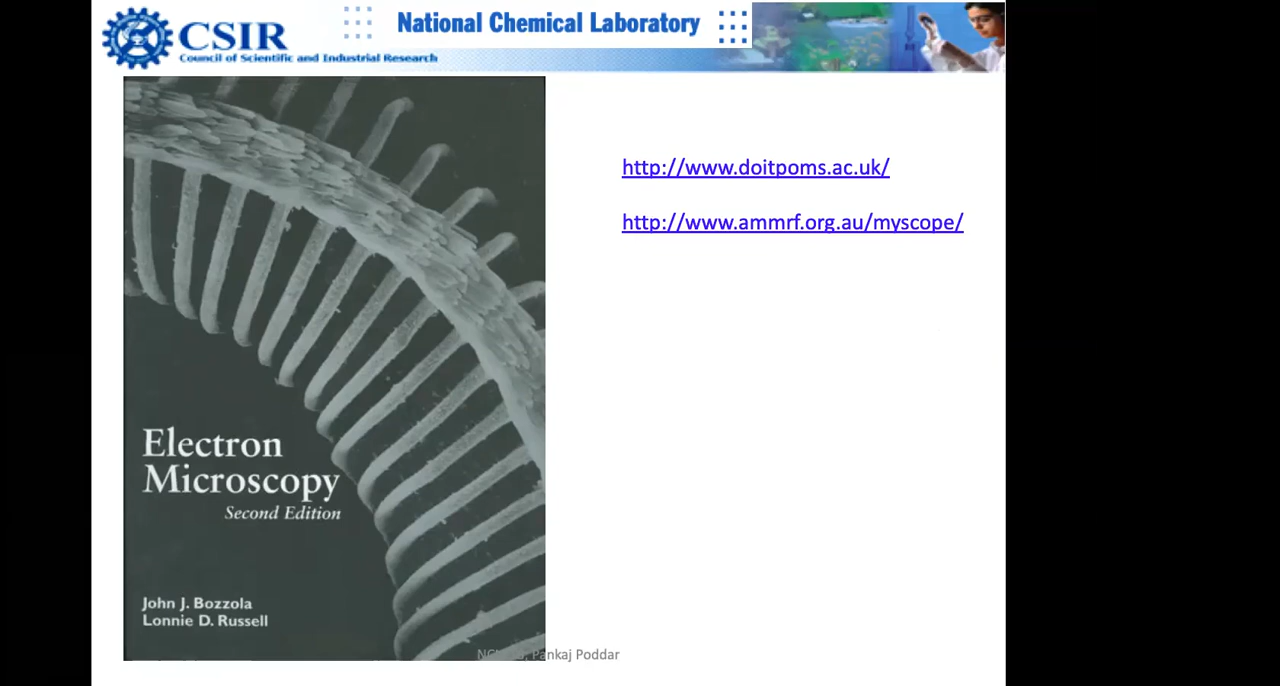 CSIR
Council of Scientific and Industrial Research
National Chemical Laboratory
http://www.doitpoms.ac.uk/
http://www.ammrf.org.au/myscope/
Electron
Microscopy
Second Edition
John J. Bozzola
Lonnie D. Russell
Pankaj Poddar